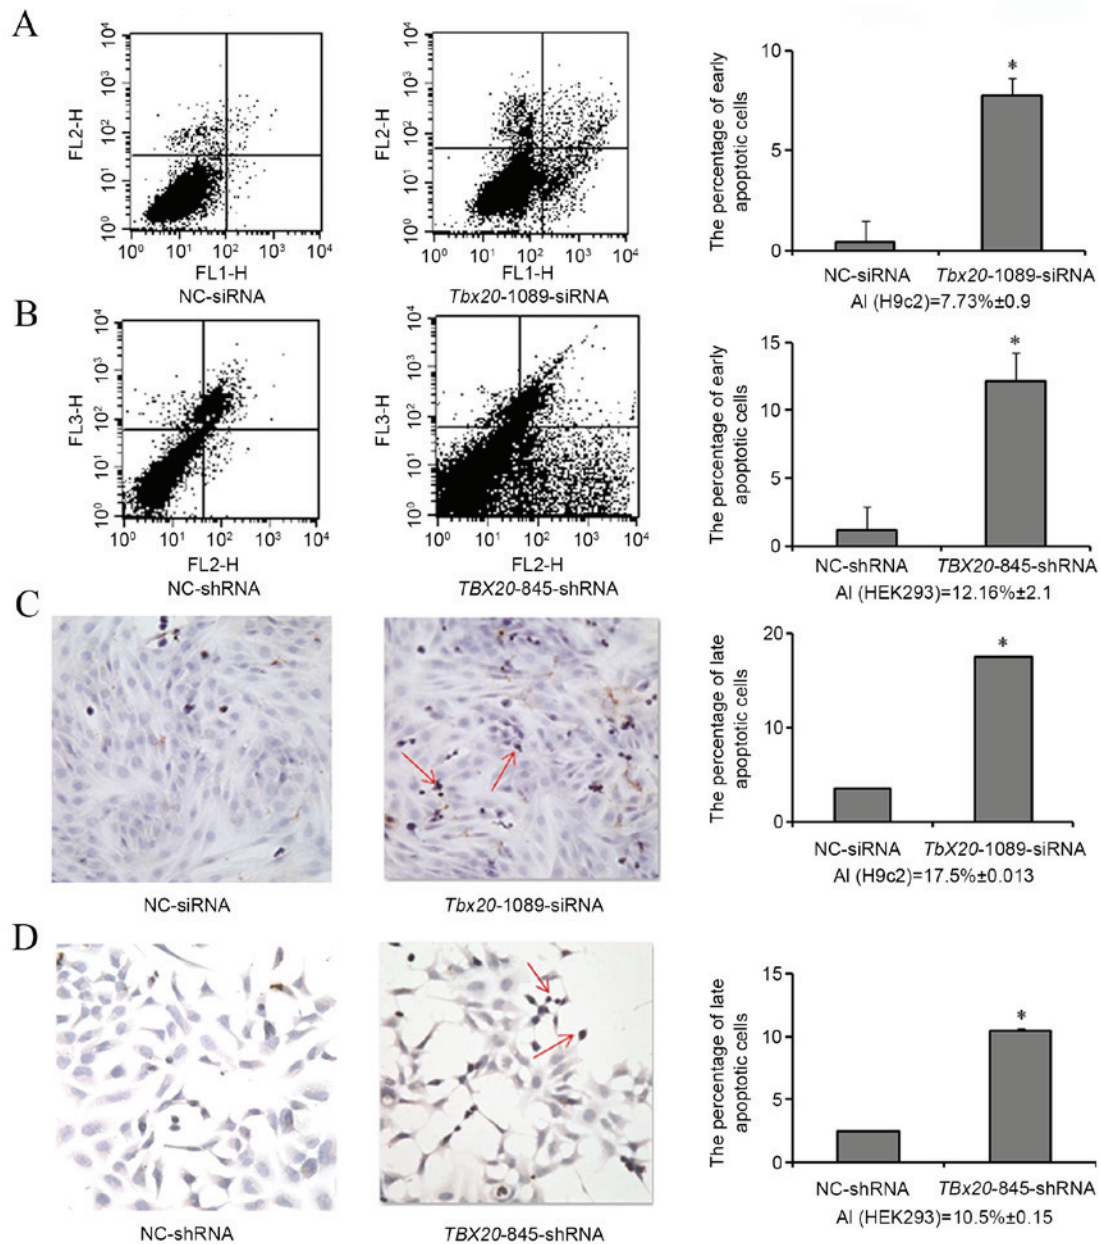 A
10⁴
10³
10²
10¹
10⁰
FL2-H
10⁰ 10¹ 10² 10³ 10⁴
FL1-H
NC-siRNA
10⁴
10³
10²
10¹
10⁰
FL2-H
10⁰ 10¹ 10² 10³ 10⁴
FL1-H
Tbx20-1089-siRNA
The percentage of early
apoptotic cells
10
5
0
*
NC-siRNA Tbx20-1089-siRNA
AI (H9c2)=7.73%±0.9
B
10⁴
10³
10²
10¹
10⁰
FL3-H
10⁰ 10¹ 10² 10³ 10⁴
FL2-H
NC-shRNA
10⁴
10³
10²
10¹
10⁰
FL3-H
10⁰ 10¹ 10² 10³ 10⁴
FL2-H
TBX20-845-shRNA
The percentage of early
apoptotic cells
15
10
5
0
*
NC-shRNA TBX20-845-shRNA
AI (HEK293)=12.16%±2.1
C
NC-siRNA
Tbx20-1089-siRNA
The percentage of late
apoptotic cells
20
10
0
*
NC-siRNA TbX20-1089-siRNA
AI (H9c2)=17.5%±0.013
D
NC-shRNA
TBX20-845-shRNA
The percentage of late
apoptotic cells
15
10
5
0
*
NC-shRNA TBx20-845-shRNA
AI (HEK293)=10.5%±0.15